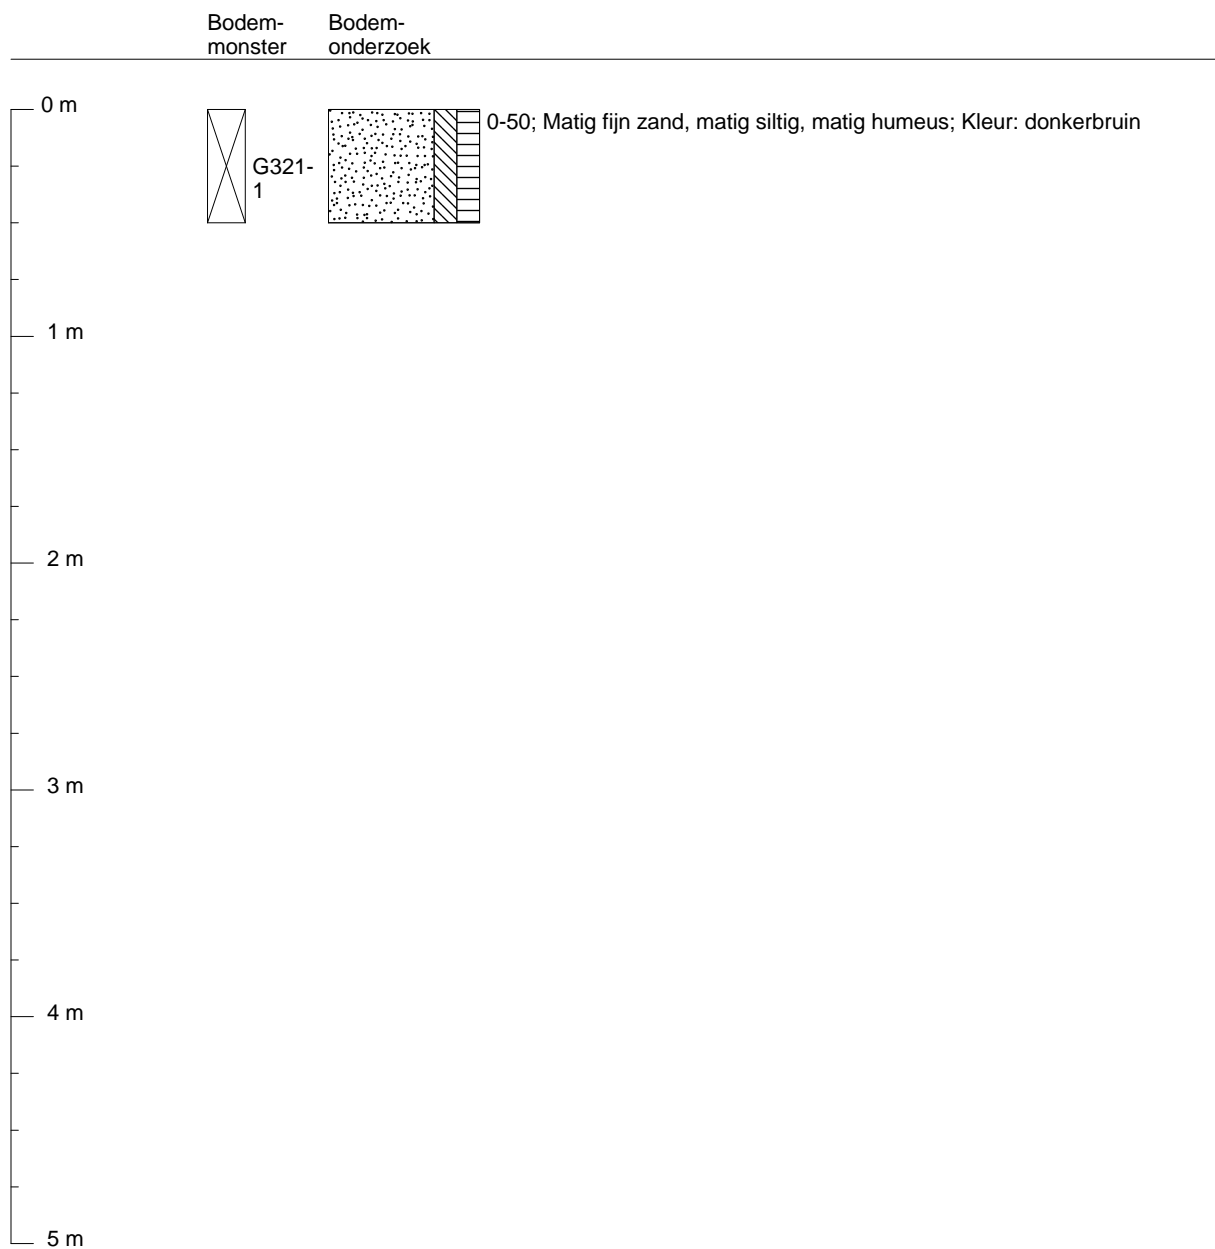 Bodem-
monster
Bodem-
onderzoek
0 m
0-50; Matig fijn zand, matig siltig, matig humeus; Kleur: donkerbruin
G321-
1
1 m
2 m
3 m
4 m
5 m